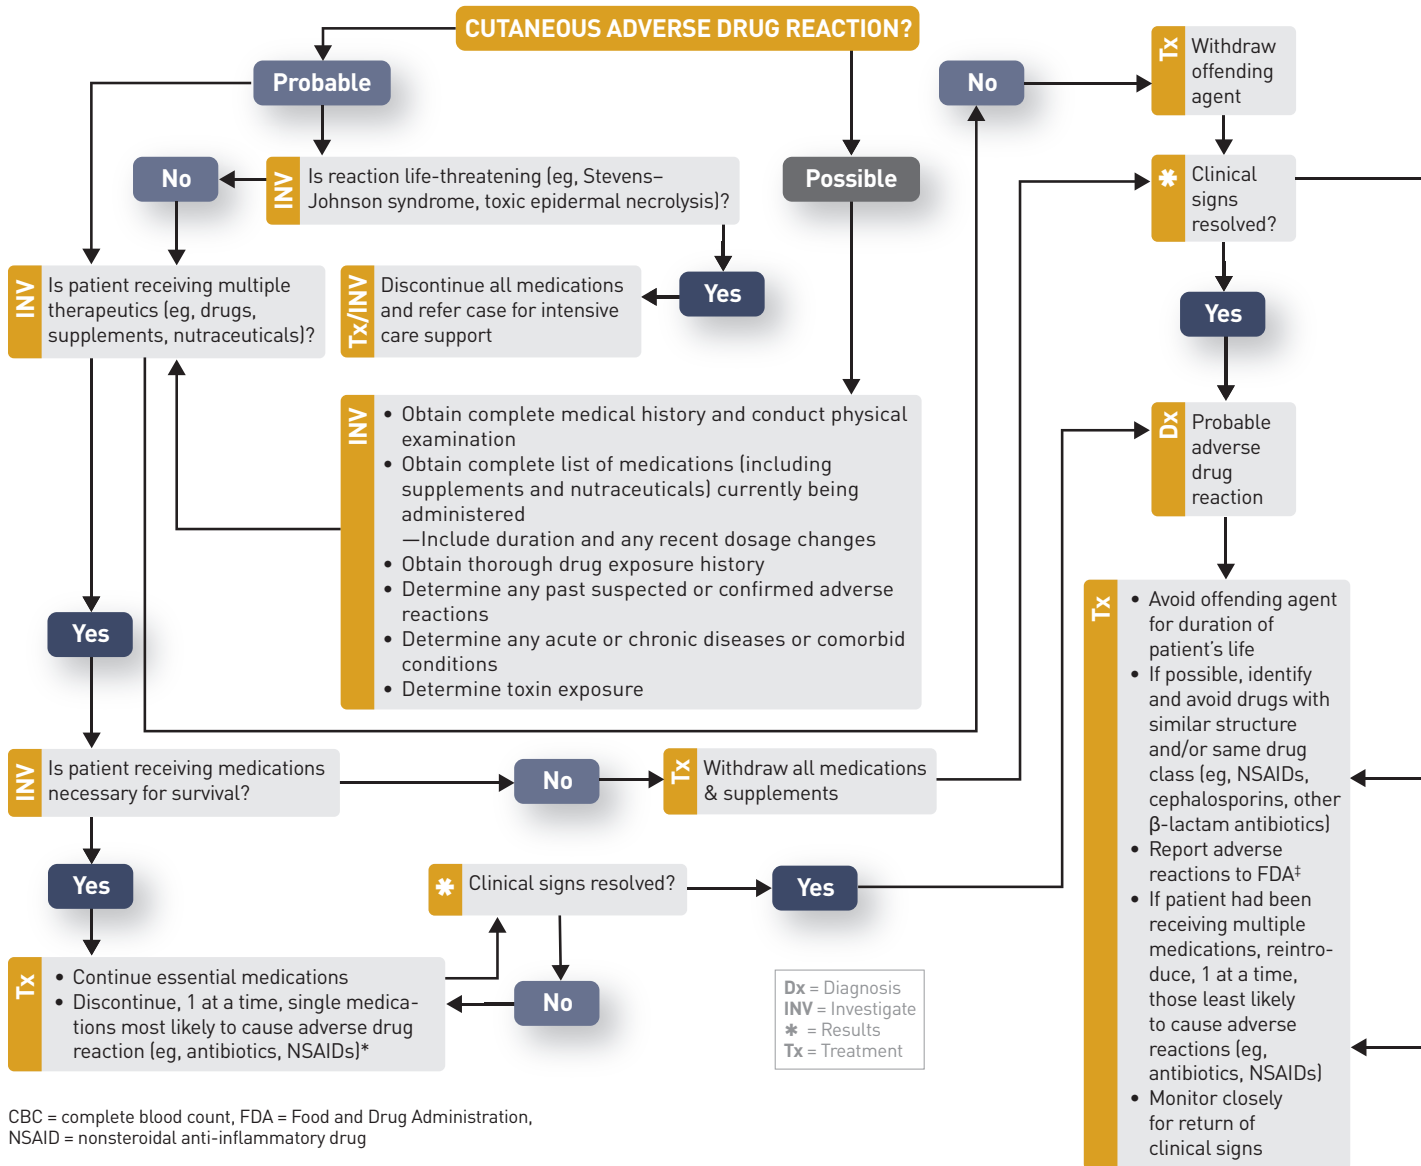 CUTANEOUS ADVERSE DRUG REACTION?
Probable
No
Is reaction life-threatening (eg, Stevens–
Johnson syndrome, toxic epidermal necrolysis)?
INV
Possible
No
Tx
Withdraw
offending
agent
*
Clinical
signs
resolved?
INV
Is patient receiving multiple
therapeutics (eg, drugs,
supplements, nutraceuticals)?
Tx/INV
Discontinue all medications
and refer case for intensive
care support
Yes
Yes
INV
• Obtain complete medical history and conduct physical
examination
• Obtain complete list of medications (including
supplements and nutraceuticals) currently being
administered
—Include duration and any recent dosage changes
• Obtain thorough drug exposure history
• Determine any past suspected or confirmed adverse
reactions
• Determine any acute or chronic diseases or comorbid
conditions
• Determine toxin exposure
Dx
Probable
adverse
drug
reaction
Yes
INV
Is patient receiving medications
necessary for survival?
No
Tx
Withdraw all medications
& supplements
Tx
• Avoid offending agent
for duration of
patient's life
• If possible, identify
and avoid drugs with
similar structure
and/or same drug
class (eg, NSAIDs,
cephalosporins, other
β-lactam antibiotics)
• Report adverse
reactions to FDA‡
• If patient had been
receiving multiple
medications, reintro-
duce, 1 at a time,
those least likely
to cause adverse
reactions (eg,
antibiotics, NSAIDs)
• Monitor closely
for return of
clinical signs
Yes
*
Clinical signs resolved?
Yes
Tx
• Continue essential medications
• Discontinue, 1 at a time, single medica-
tions most likely to cause adverse drug
reaction (eg, antibiotics, NSAIDs)*
No
Dx = Diagnosis
INV = Investigate
* = Results
Tx = Treatment
CBC = complete blood count, FDA = Food and Drug Administration,
NSAID = nonsteroidal anti-inflammatory drug